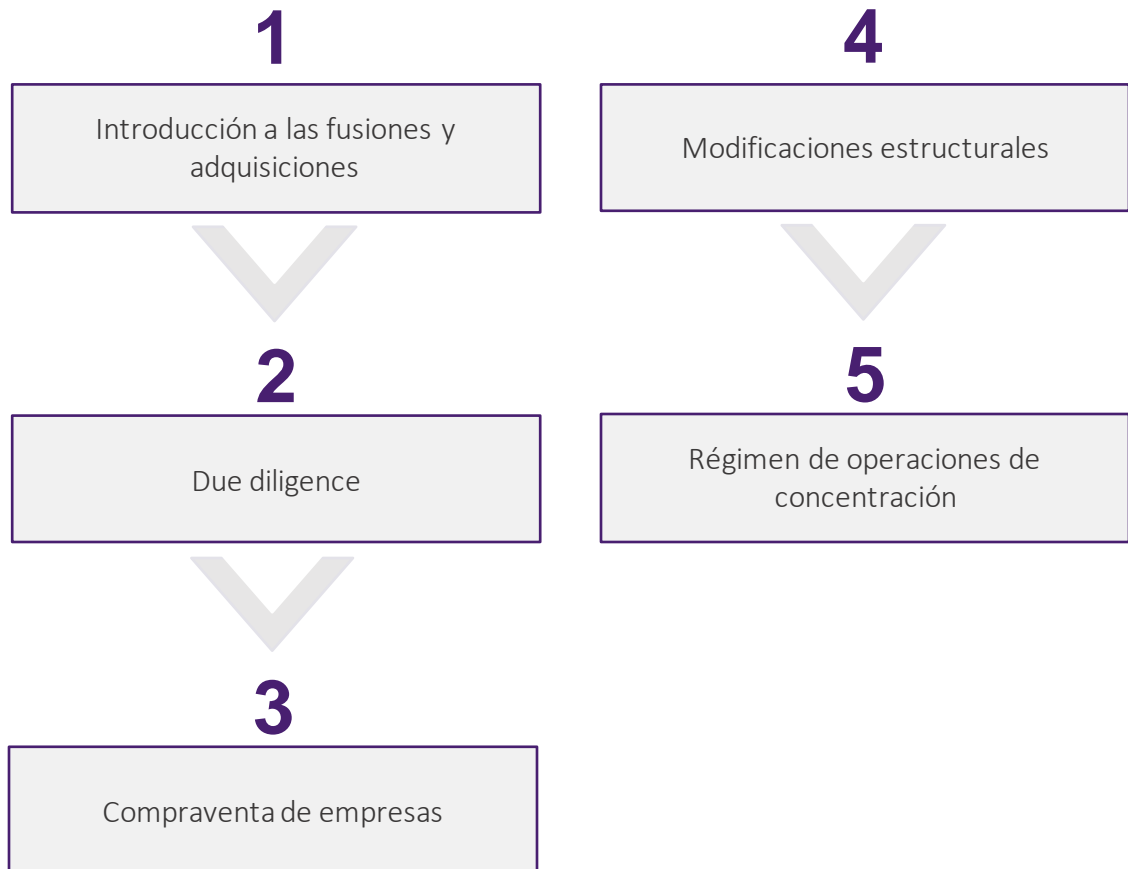 1
Introducción a las fusiones y
adquisiciones
2
Due diligence
3
Compraventa de empresas
4
Modificaciones estructurales
5
Régimen de operaciones de
concentración